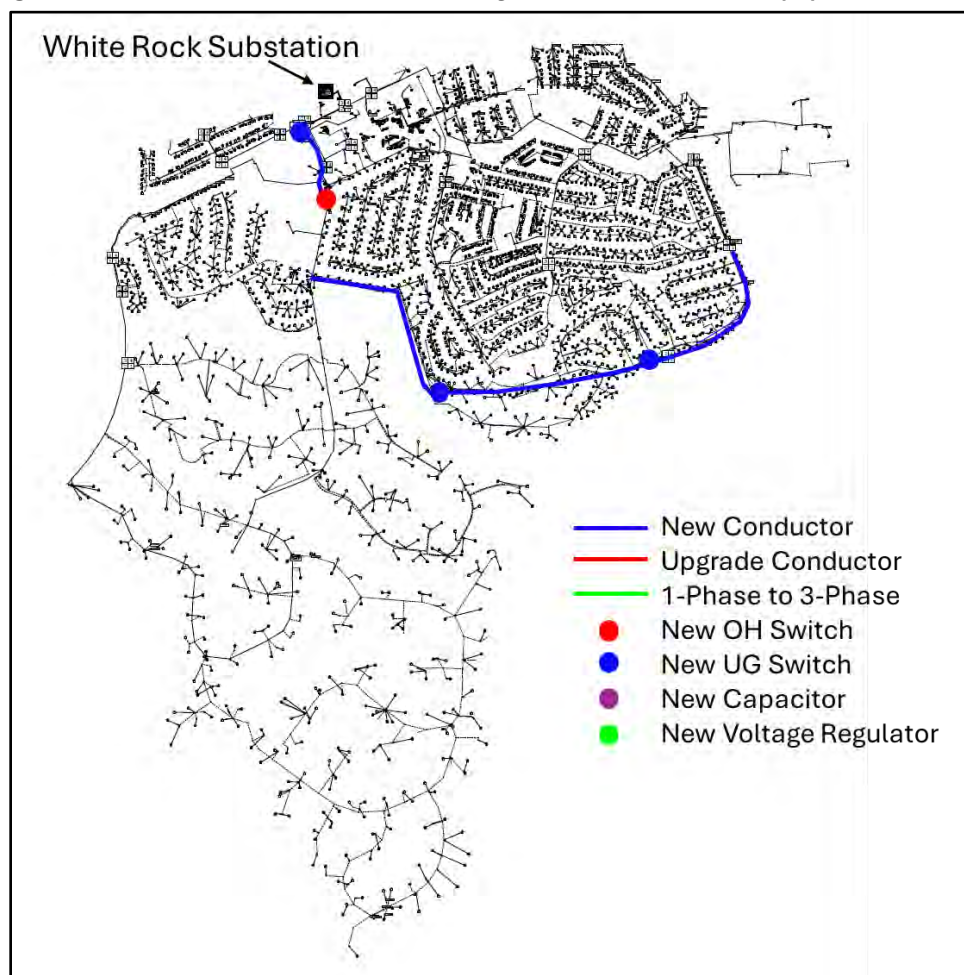 White Rock Substation
New Conductor
Upgrade Conductor
1-Phase to 3-Phase
New OH Switch
New UG Switch
New Capacitor
New Voltage Regulator